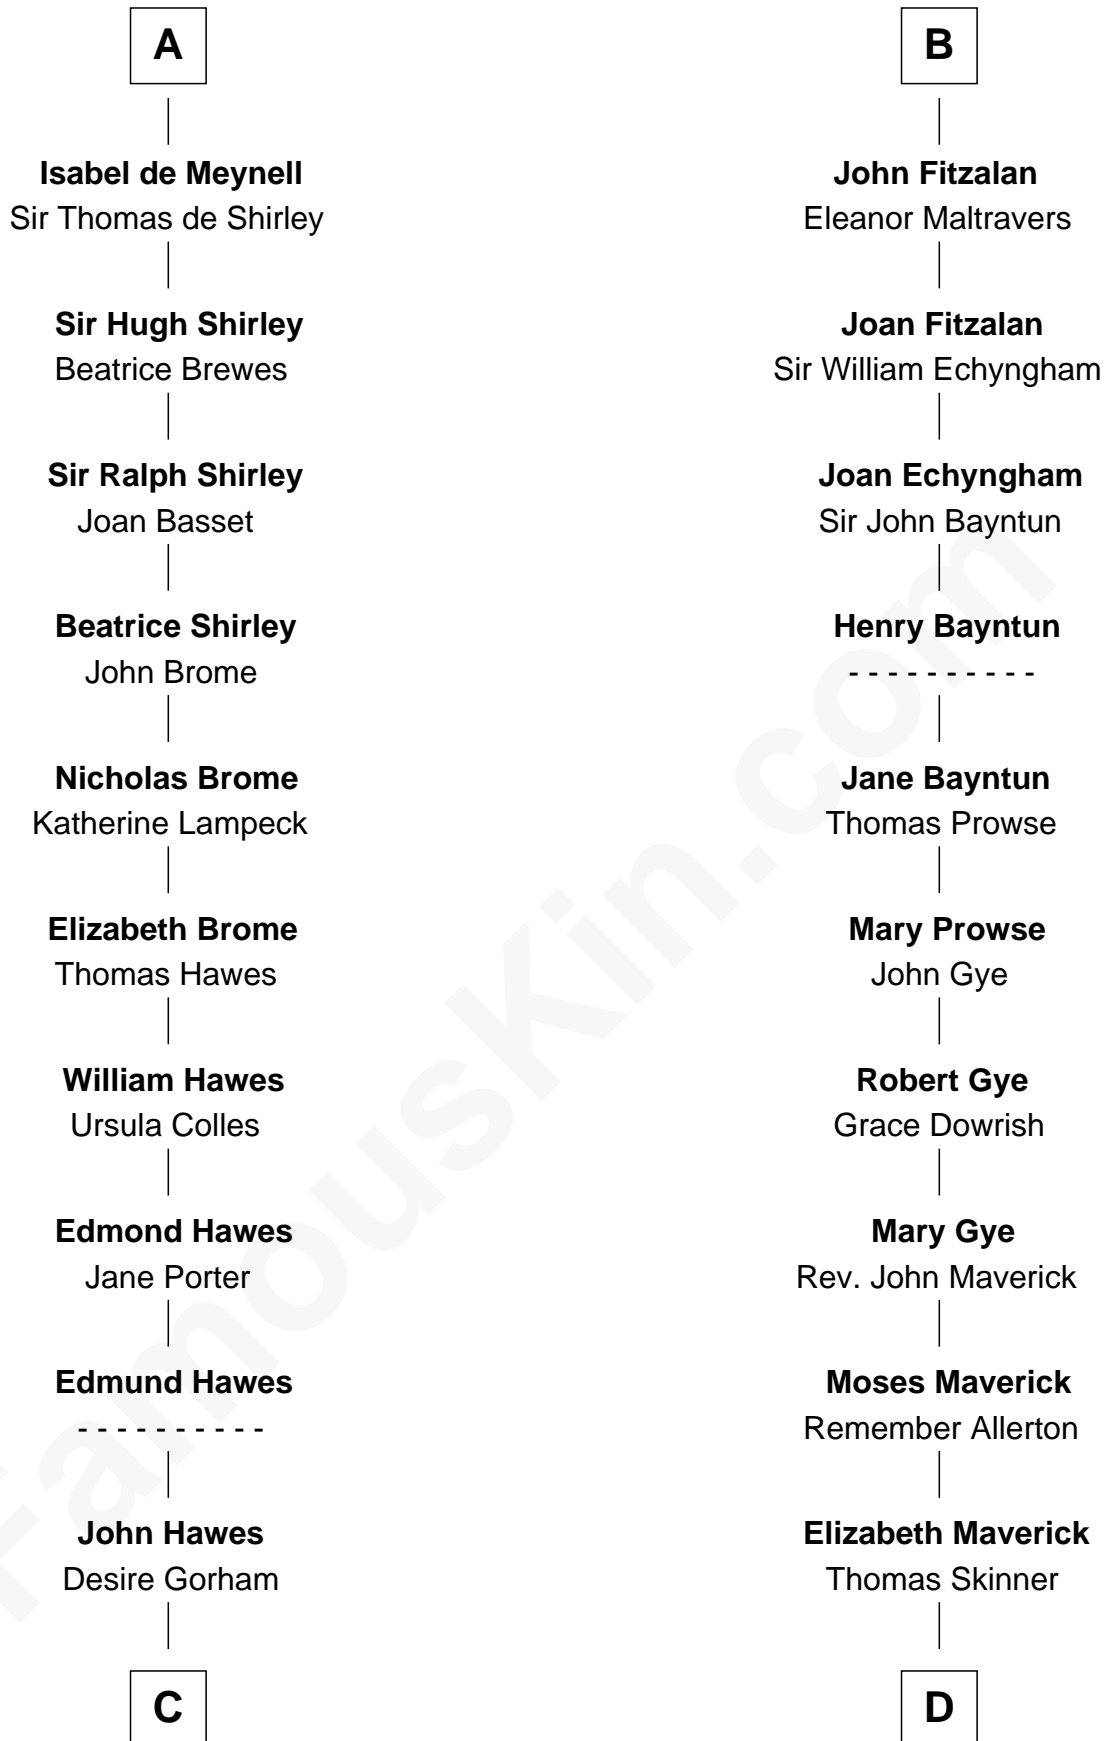 A
Isabel de Meynell
Sir Thomas de Shirley
Sir Hugh Shirley
Beatrice Brewes
Sir Ralph Shirley
Joan Basset
Beatrice Shirley
John Brome
Nicholas Brome
Katherine Lampeck
Elizabeth Brome
Thomas Hawes
William Hawes
Ursula Colles
Edmond Hawes
Jane Porter
Edmund Hawes
- - - - - - - - - -
John Hawes
Desire Gorham
C
B
John Fitzalan
Eleanor Maltravers
Joan Fitzalan
Sir William Echyngham
Joan Echyngham
Sir John Bayntun
Henry Bayntun
- - - - - - - - - -
Jane Bayntun
Thomas Prowse
Mary Prowse
John Gye
Robert Gye
Grace Dowrish
Mary Gye
Rev. John Maverick
Moses Maverick
Remember Allerton
Elizabeth Maverick
Thomas Skinner
D
FamousKin.com